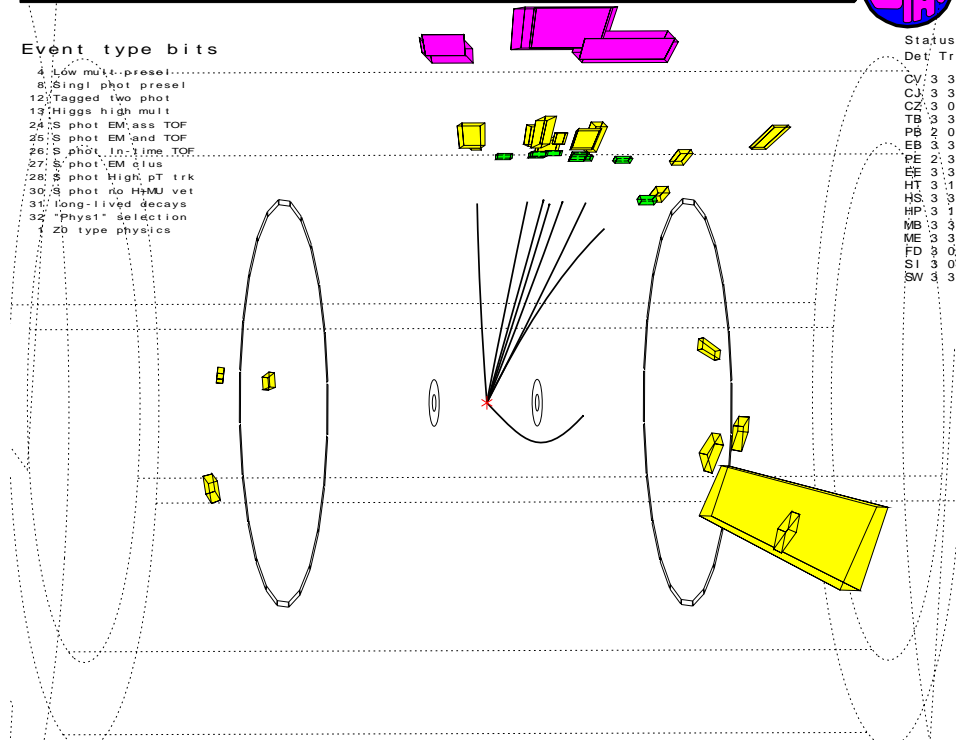 Event type bits
4 Low mult presel
8 Singl phot presel
12 Tagged two phot
13 Higgs high mult
24 S phot EM ass TOF
25 S phot EM and TOF
26 S phot In-time TOF
27 S phot EM clus
28 S phot High pT trk
30 S phot no H+MU vet
31 long-lived decays
32 "Phys1" selection
1 Z0 type physics
Status
Det Tr
CV 3 3
CJ 3 3
CZ 3 0
TB 3 3
PB 2 0
EB 3 3
PE 2 3
EE 3 3
HT 3 1
HS 3 3
HP 3 1
MB 3 3
ME 3 3
FD 3 0
SI 3 0
SW 3 3